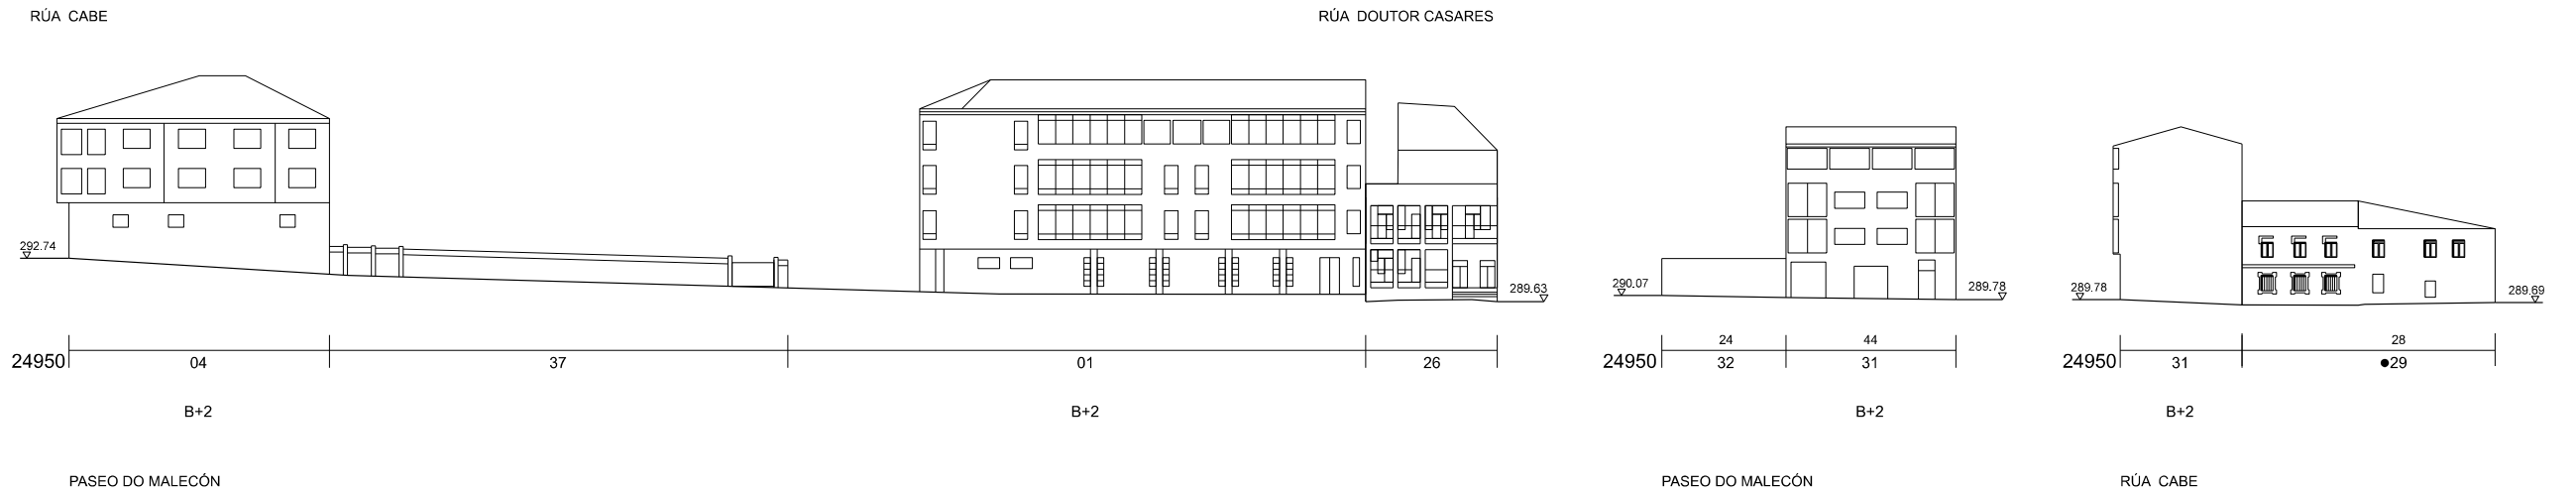 RÚA CABE
RÚA DOUTOR CASARES
292.74
289.63
290.07
289.78
289.78
289.69
24 44 28
24950 04 37 01 26 24950 32 31 24950 31 ●29
B+2 B+2 B+2 B+2
PASEO DO MALECÓN
PASEO DO MALECÓN
RÚA CABE